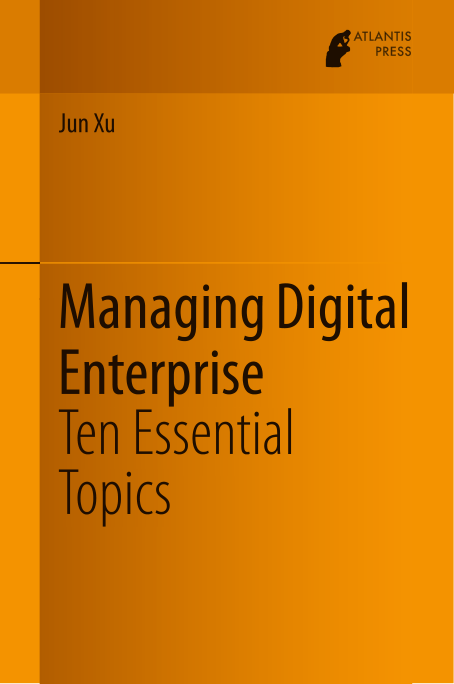 ATLANTIS
PRESS
Jun Xu
Managing Digital
Enterprise
Ten Essential
Topics